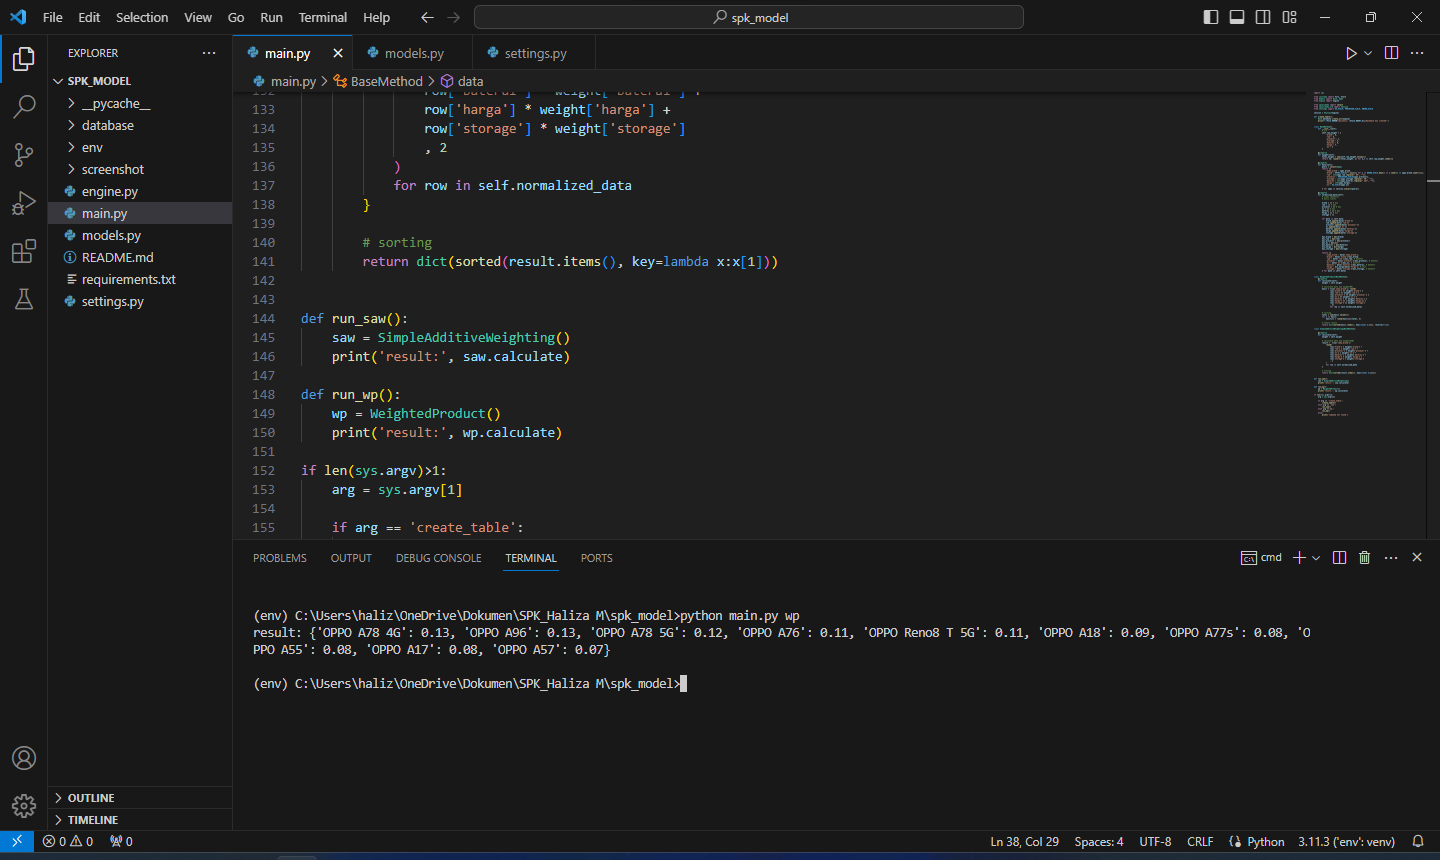 File Edit Selection View Go Run Terminal Help
spk_model
EXPLORER
SPK_MODEL
__pycache__
database
env
screenshot
engine.py
main.py
models.py
README.md
requirements.txt
settings.py
OUTLINE
TIMELINE
main.py models.py settings.py
main.py > BaseMethod > data
133 row['harga'] * weight['harga'] +
134 row['storage'] * weight['storage']
135 , 2
136 )
137 for row in self.normalized_data
138 }
139
140 # sorting
141 return dict(sorted(result.items(), key=lambda x:x[1]))
142
143
144 def run_saw():
145 saw = SimpleAdditiveWeighting()
146 print('result:', saw.calculate)
147
148 def run_wp():
149 wp = WeightedProduct()
150 print('result:', wp.calculate)
151
152 if len(sys.argv)>1:
153 arg = sys.argv[1]
154
155 if arg == 'create_table':
PROBLEMS OUTPUT DEBUG CONSOLE TERMINAL PORTS
cmd
(env) C:\Users\haliz\OneDrive\Dokumen\SPK_Haliza M\spk_model>python main.py wp
result: {'OPPO A78 4G': 0.13, 'OPPO A96': 0.13, 'OPPO A78 5G': 0.12, 'OPPO A76': 0.11, 'OPPO Reno8 T 5G': 0.11, 'OPPO A18': 0.09, 'OPPO A77s': 0.08, 'O
PPO A55': 0.08, 'OPPO A17': 0.08, 'OPPO A57': 0.07}
(env) C:\Users\haliz\OneDrive\Dokumen\SPK_Haliza M\spk_model>
0 0 0
Ln 38, Col 29 Spaces: 4 UTF-8 CRLF Python 3.11.3 ('env': venv)